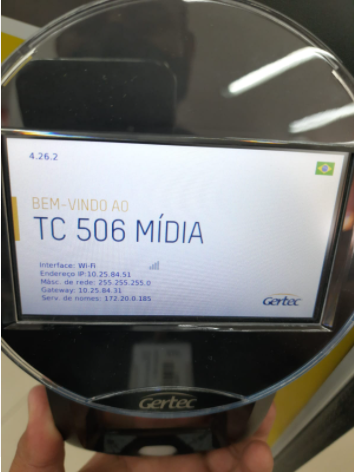 4.26.2
BEM-VINDO AO
TC 506 MÍDIA
Interface: Wi-Fi
Endereço IP:10.25.84.51
Másc. de rede: 255.255.255.0
Gateway: 10.25.84.31
Serv. de nomes: 172.20.0.185
Gertec
Gertec